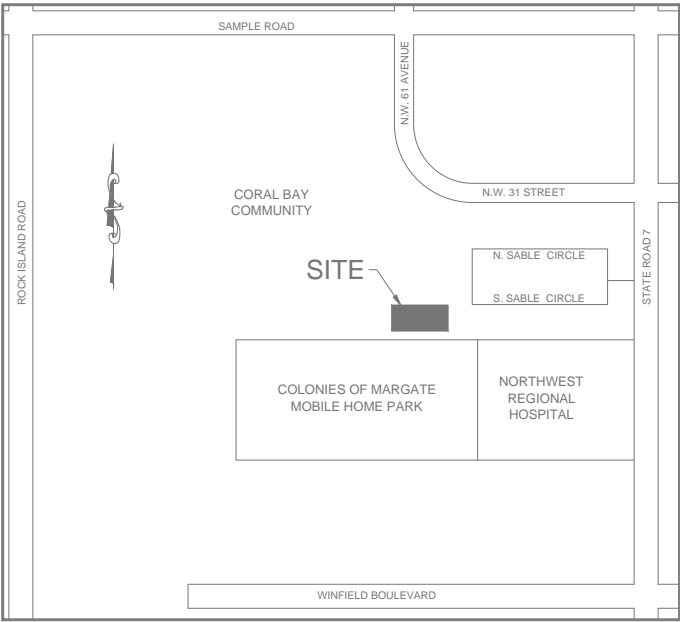 SAMPLE ROAD
N.W. 61 AVENUE
N.W. 31 STREET
CORAL BAY
COMMUNITY
ROCK ISLAND ROAD
STATE ROAD 7
N. SABLE CIRCLE
SITE
S. SABLE CIRCLE
COLONIES OF MARGATE
MOBILE HOME PARK
NORTHWEST
REGIONAL
HOSPITAL
WINFIELD BOULEVARD